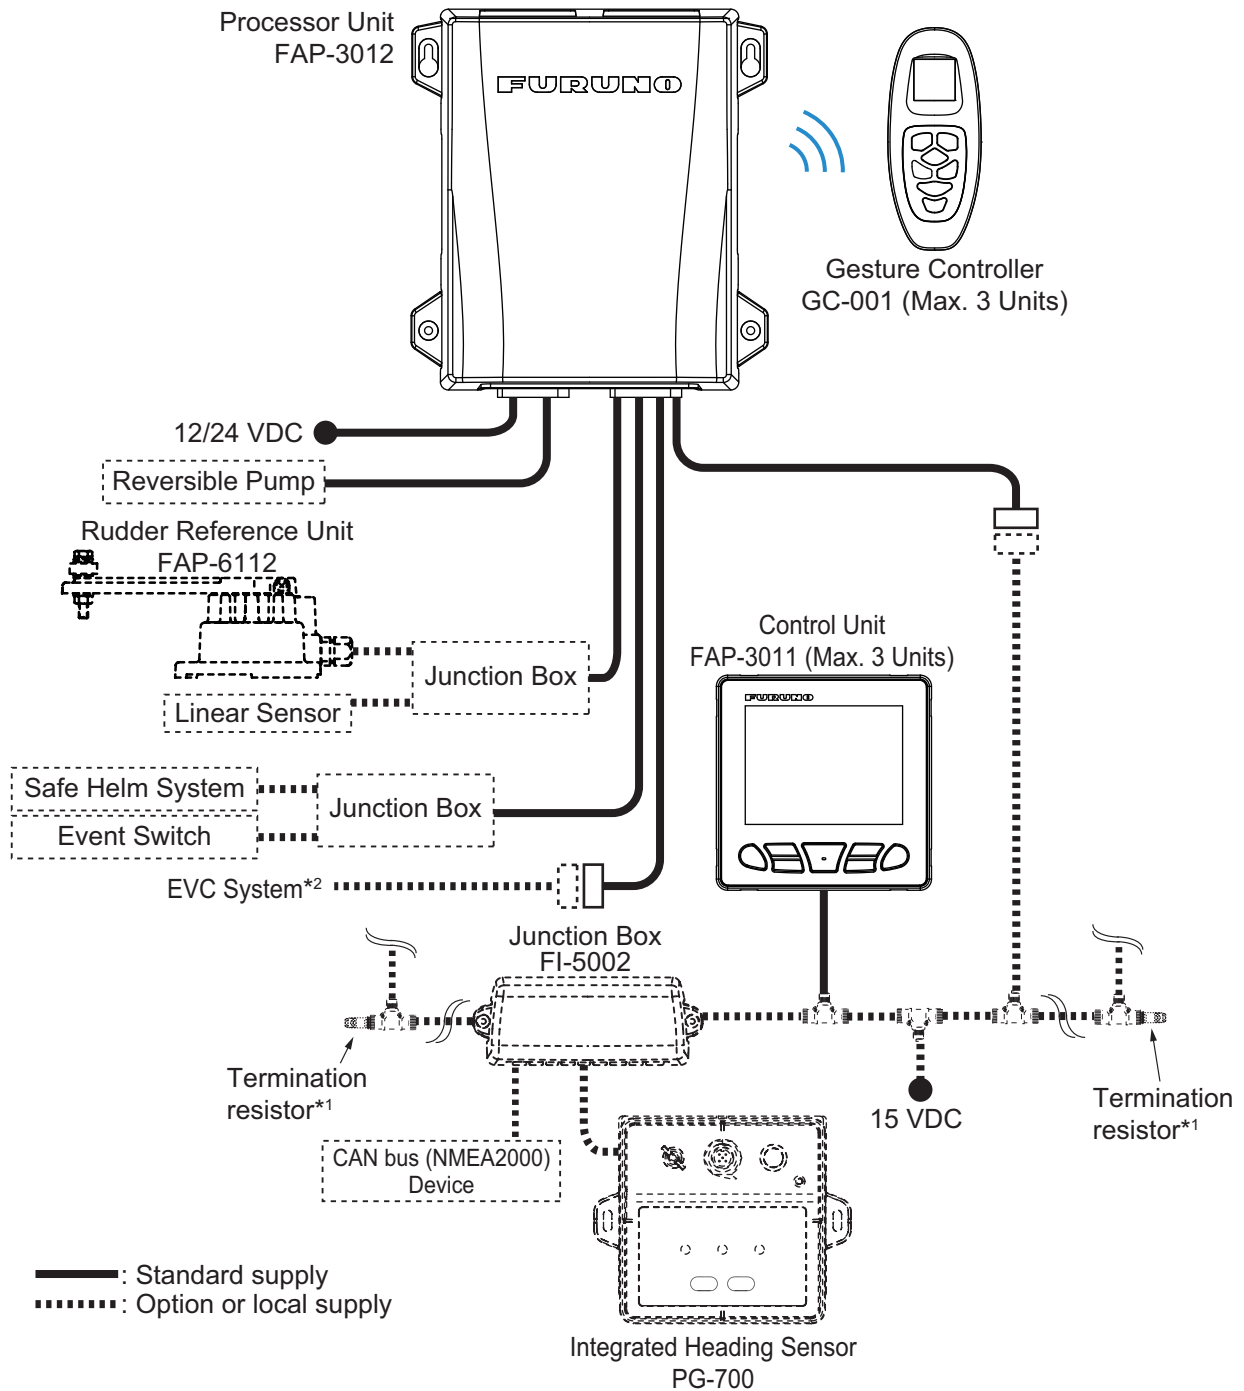 Processor Unit
FAP-3012
FURUNO
Gesture Controller
GC-001 (Max. 3 Units)
12/24 VDC
Reversible Pump
Rudder Reference Unit
FAP-6112
Junction Box
Linear Sensor
Control Unit
FAP-3011 (Max. 3 Units)
FURUNO
Safe Helm System
Event Switch
Junction Box
EVC System*2
Junction Box
FI-5002
Termination
resistor*1
15 VDC
Termination
resistor*1
CAN bus (NMEA2000)
Device
: Standard supply
: Option or local supply
Integrated Heading Sensor
PG-700